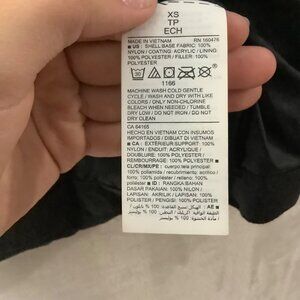 XS
TP
ECH
MADE IN VIETNAM RN 160476
■ US : SHELL BASE FABRIC: 100%
NYLON / COATING: ACRYLIC / LINING:
100% POLYESTER / FILLER: 100%
POLYESTER
30
1166
MACHINE WASH COLD GENTLE
CYCLE / WASH AND DRY WITH LIKE
COLORS / ONLY NON-CHLORINE
BLEACH WHEN NEEDED / TUMBLE
DRY LOW / DO NOT IRON / DO NOT
DRY CLEAN
CA 64165
HECHO EN VIETNAM CON INSUMOS
IMPORTADOS / DIBUAT DI VIETNAM
■ CA : EXTÉRIEUR:SUPPORT: 100%
NYLON / ENDUIT ACRYLIQUE /
DOUBLURE: 100% POLYESTER /
REMBOURRAGE: 100% POLYESTER ■
CL/CR/MX/PE : cuerpo:tela principal:
100% poliamida / recubrimiento:
acrílico / forro: 100% poliéster / relleno:
100% poliéster ■ ID : RANGKA:BAHAN
DASAR PAKAIAN: 100% NILON /
LAPISAN: AKRILIK / LAPISAN: 100%
POLIESTER / PENGISI: 100% POLIESTER